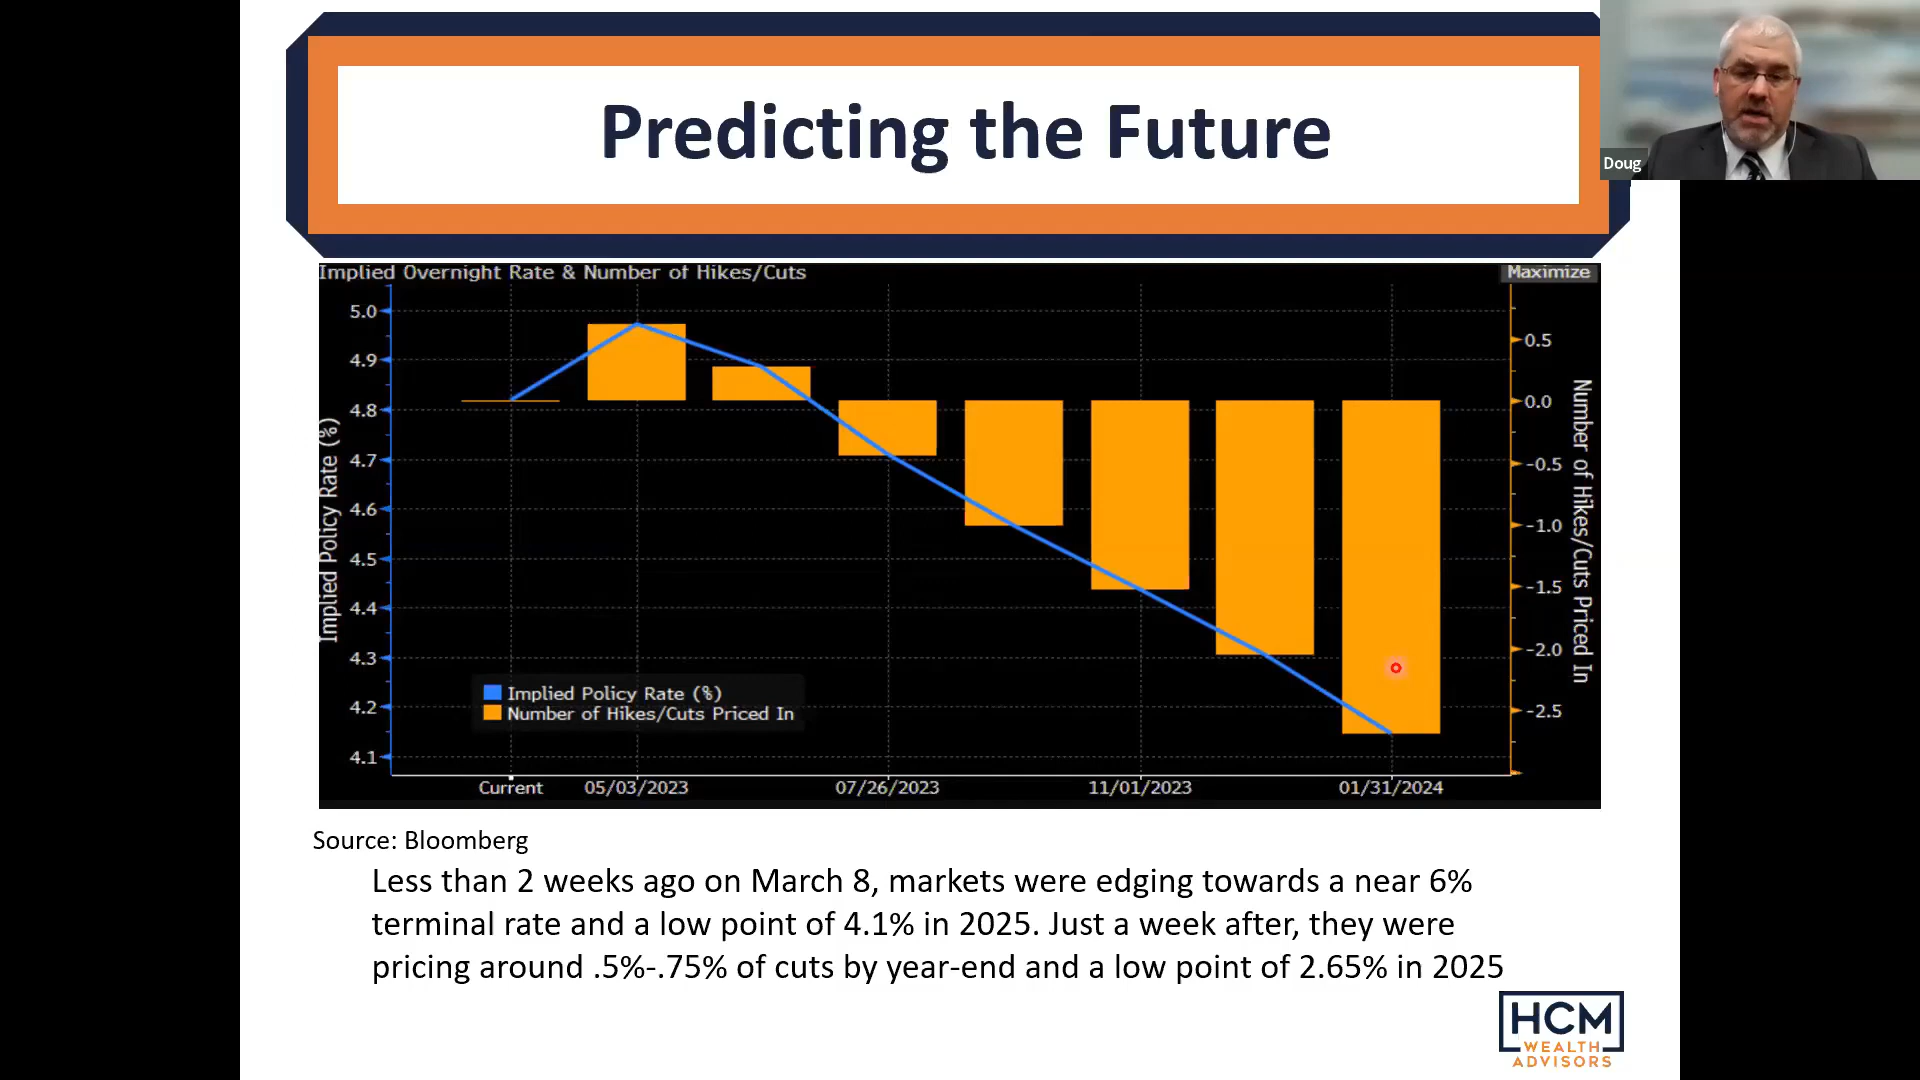 Predicting the Future
Doug
Implied Overnight Rate & Number of Hikes/Cuts
Maximize
5.0
4.9
4.8
4.7
4.6
4.5
4.4
4.3
4.2
4.1
Implied Policy Rate (%)
0.5
0.0
-0.5
-1.0
-1.5
-2.0
-2.5
Number of Hikes/Cuts Priced In
Implied Policy Rate (%)
Number of Hikes/Cuts Priced In
Current 05/03/2023 07/26/2023 11/01/2023 01/31/2024
Source: Bloomberg
Less than 2 weeks ago on March 8, markets were edging towards a near 6%
terminal rate and a low point of 4.1% in 2025. Just a week after, they were
pricing around .5%-.75% of cuts by year-end and a low point of 2.65% in 2025
HCM
WEALTH
ADVISORS